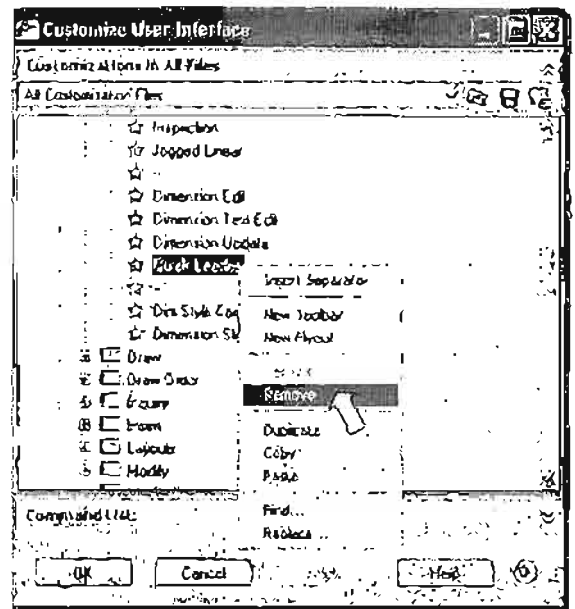 Customize User Interface
Customizations in All Files
All Customization Files
Inspection
Jogged Linear
--
Dimension Edit
Dimension Text Edit
Dimension Update
Quick Leader
--
Dim Style
Dimension
Insert Separator
New Toolbar
New Flyout
Remove
Duplicate
Copy
Paste
Find...
Replace...
Draw
Draw Order
Inquiry
Insert
Layouts
Modify
Command List:
OK
Cancel
Help